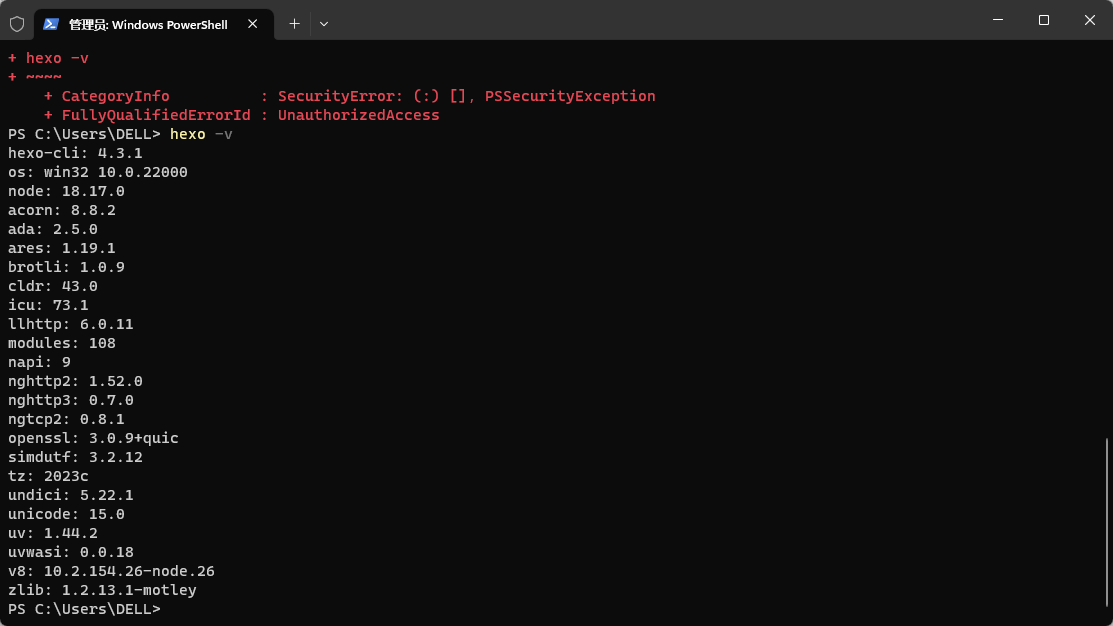 管理员: Windows PowerShell
+ hexo -v
+ ~~~~
    + CategoryInfo          : SecurityError: (:) [], PSSecurityException
    + FullyQualifiedErrorId : UnauthorizedAccess
PS C:\Users\DELL> hexo -v
hexo-cli: 4.3.1
os: win32 10.0.22000
node: 18.17.0
acorn: 8.8.2
ada: 2.5.0
ares: 1.19.1
brotli: 1.0.9
cldr: 43.0
icu: 73.1
llhttp: 6.0.11
modules: 108
napi: 9
nghttp2: 1.52.0
nghttp3: 0.7.0
ngtcp2: 0.8.1
openssl: 3.0.9+quic
simdutf: 3.2.12
tz: 2023c
undici: 5.22.1
unicode: 15.0
uv: 1.44.2
uvwasi: 0.0.18
v8: 10.2.154.26-node.26
zlib: 1.2.13.1-motley
PS C:\Users\DELL>